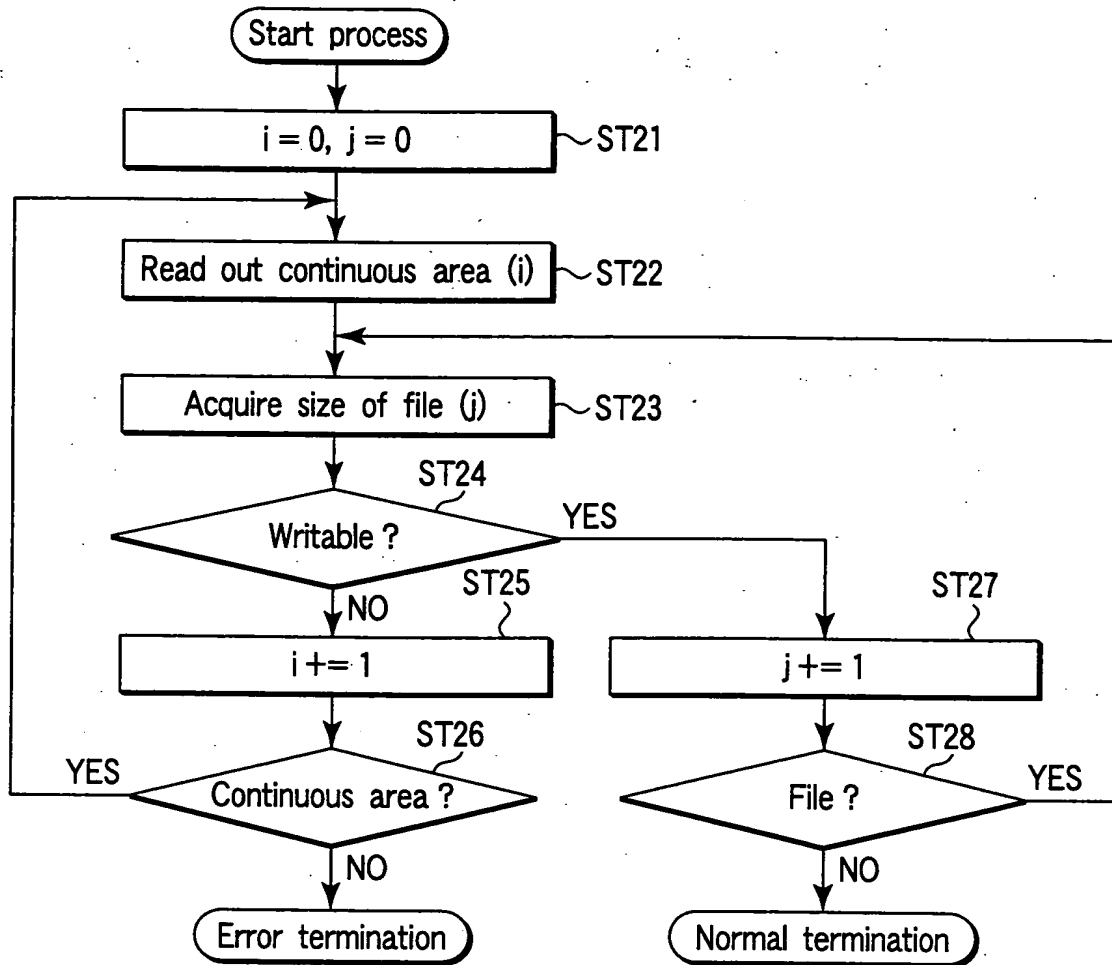 Start process
i = 0, j = 0
ST21
Read out continuous area (i)
ST22
Acquire size of file (j)
ST23
ST24
Writable ?
YES
NO
ST25
i += 1
ST27
j += 1
ST26
Continuous area ?
YES
NO
ST28
File ?
YES
NO
Error termination
Normal termination